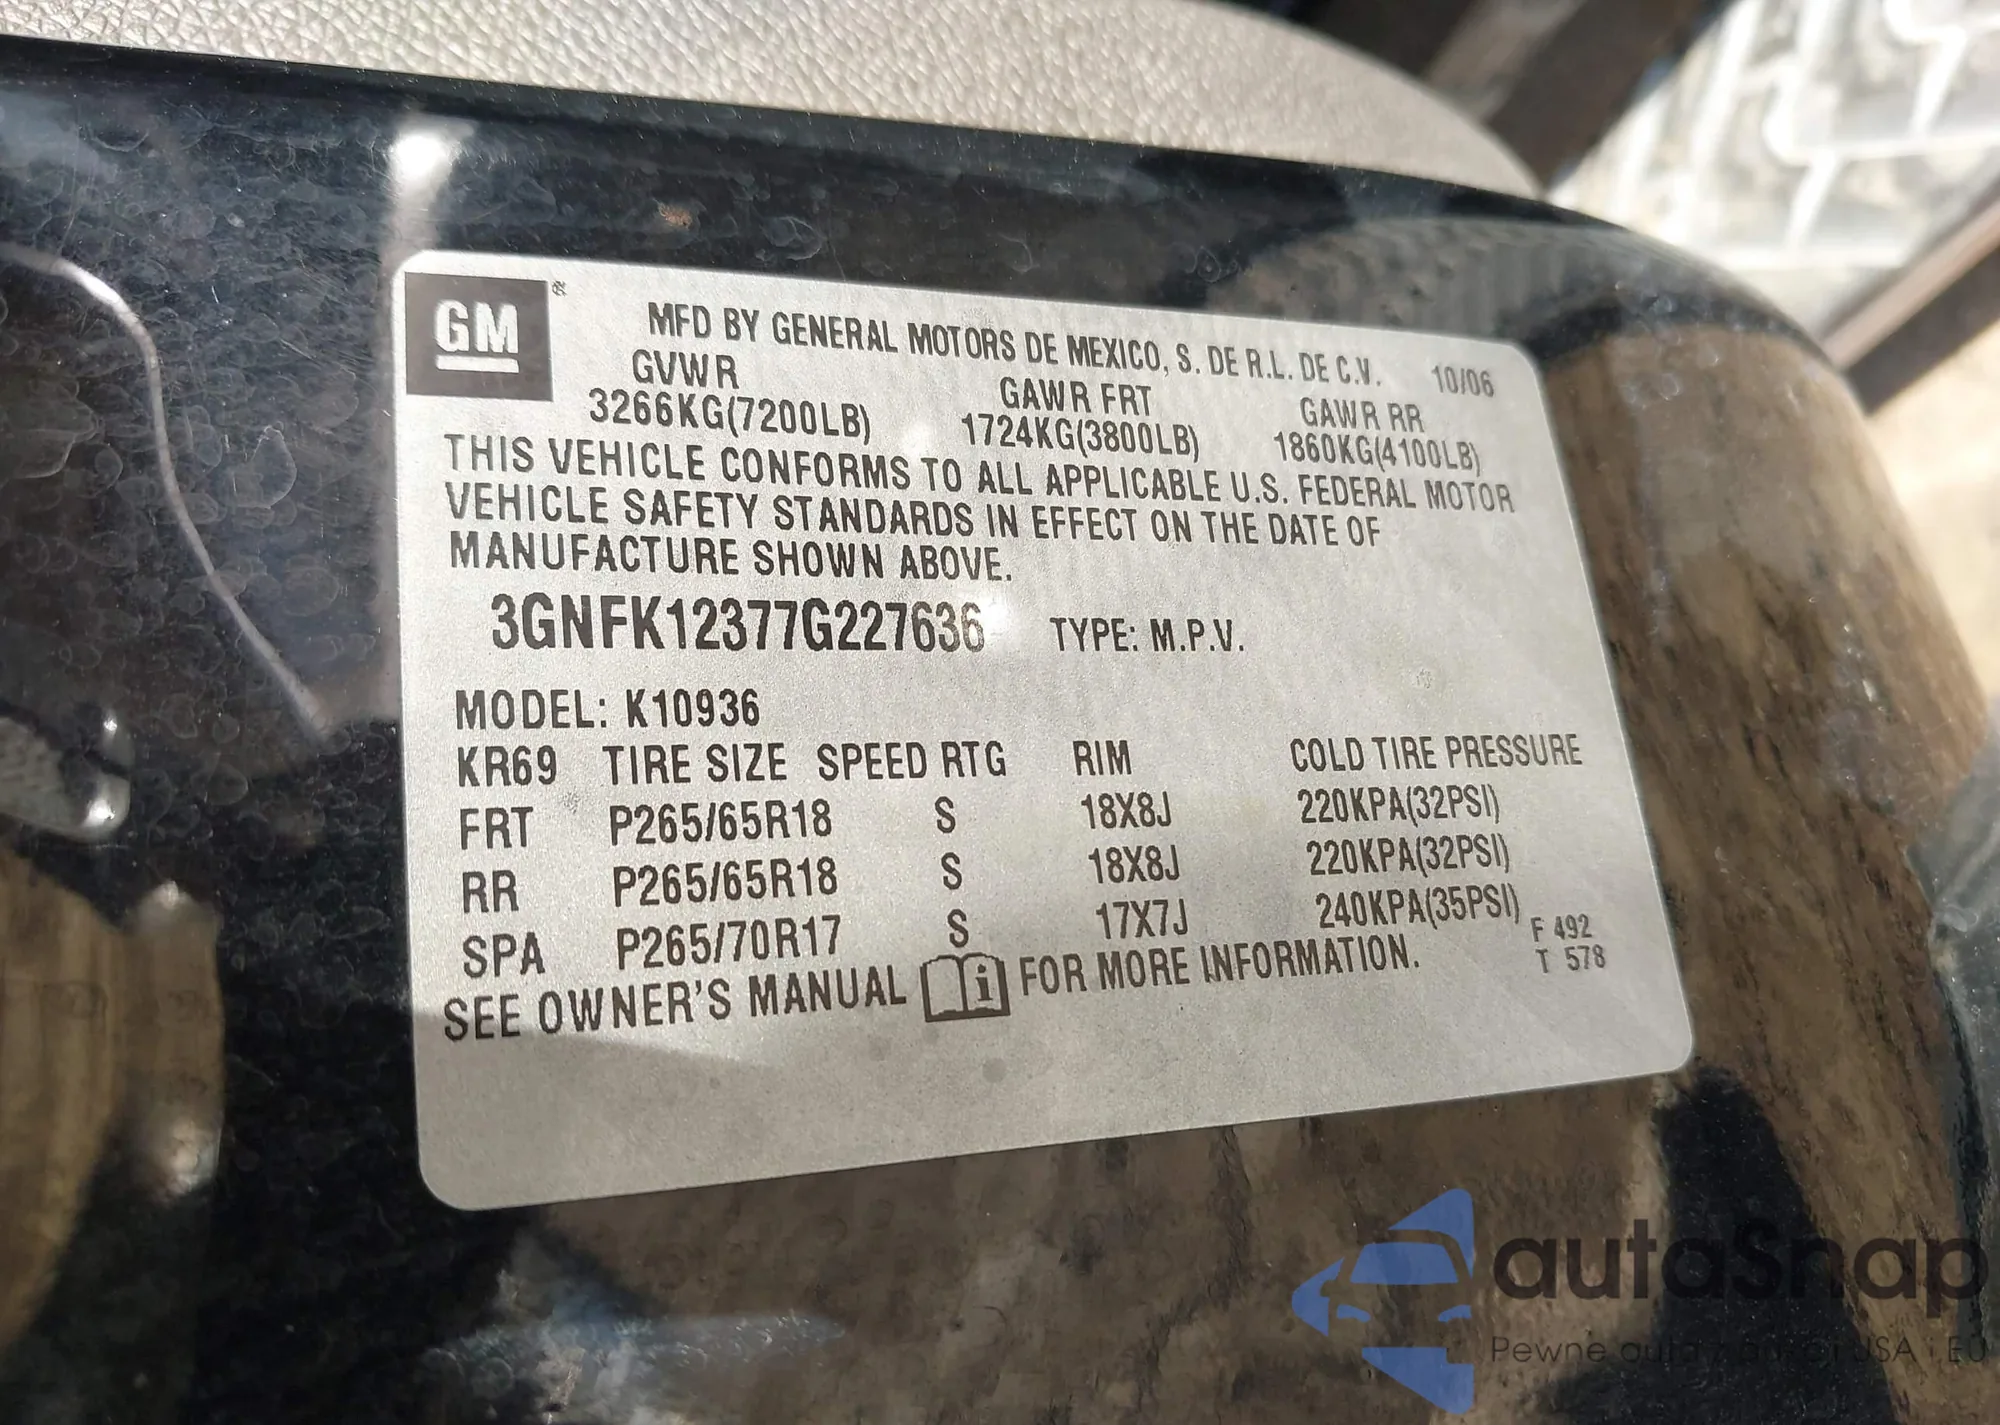 GM ®
MFD BY GENERAL MOTORS DE MEXICO, S. DE R.L. DE C.V. 10/06
GVWR GAWR FRT GAWR RR
3266KG(7200LB) 1724KG(3800LB) 1860KG(4100LB)
THIS VEHICLE CONFORMS TO ALL APPLICABLE U.S. FEDERAL MOTOR
VEHICLE SAFETY STANDARDS IN EFFECT ON THE DATE OF
MANUFACTURE SHOWN ABOVE.
3GNFK12377G227636 TYPE: M.P.V.
MODEL: K10936
KR69 TIRE SIZE SPEED RTG RIM COLD TIRE PRESSURE
FRT P265/65R18 S 18X8J 220KPA(32PSI)
RR P265/65R18 S 18X8J 220KPA(32PSI)
SPA P265/70R17 S 17X7J 240KPA(35PSI)
SEE OWNER'S MANUAL i FOR MORE INFORMATION.
F 492
T 578
autaSnap
Pewne auta z USA i EU